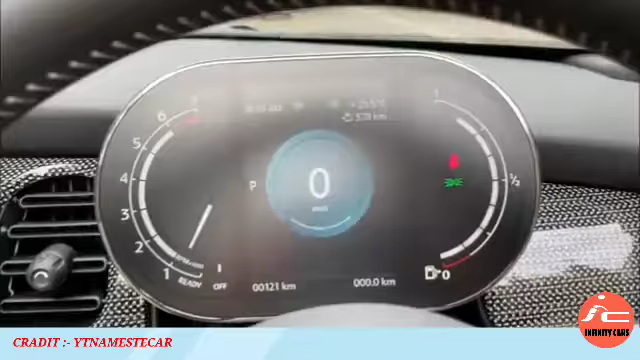 6
5
4
3
2
1
READY
OFF
P
0
00121 km
000.0 km
1
½
0
CRADIT :- YTNAMESTECAR
INFINITY CARS